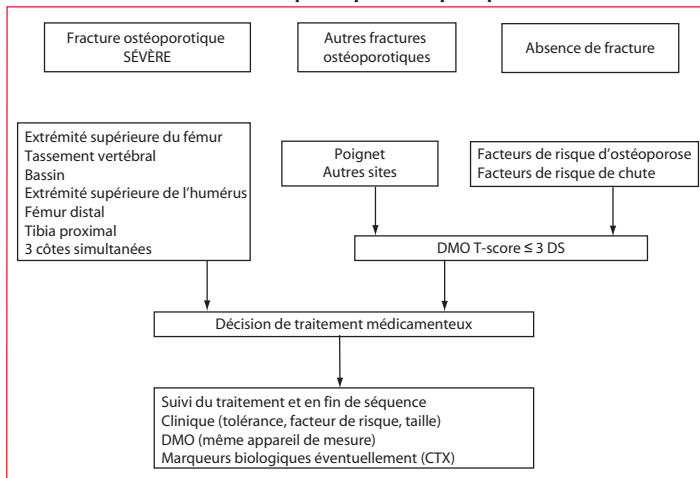 Fracture ostéoporotique
SÉVÈRE
Autres fractures
ostéoporotiques
Absence de fracture
Extrémité supérieure du fémur
Tassement vertébral
Bassin
Extrémité supérieure de l'humérus
Fémur distal
Tibia proximal
3 côtes simultanées
Poignet
Autres sites
Facteurs de risque d'ostéoporose
Facteurs de risque de chute
DMO T-score ≤ 3 DS
Décision de traitement médicamenteux
Suivi du traitement et en fin de séquence
Clinique (tolérance, facteur de risque, taille)
DMO (même appareil de mesure)
Marqueurs biologiques éventuellement (CTX)